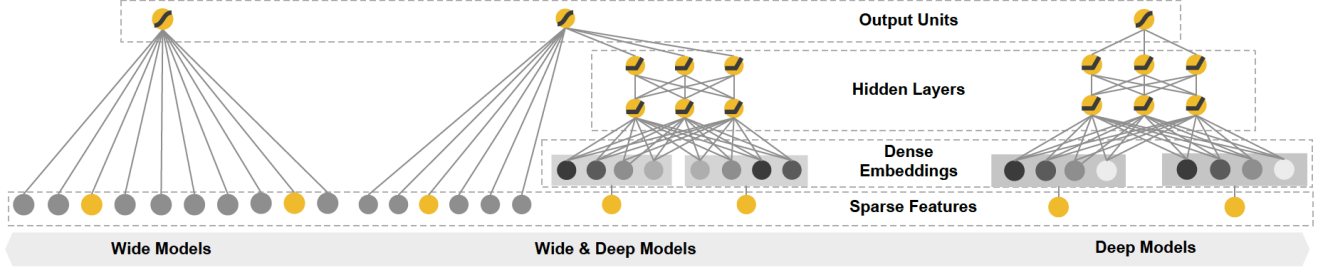 Output Units
Hidden Layers
Dense
Embeddings
Sparse Features
Wide Models
Wide & Deep Models
Deep Models